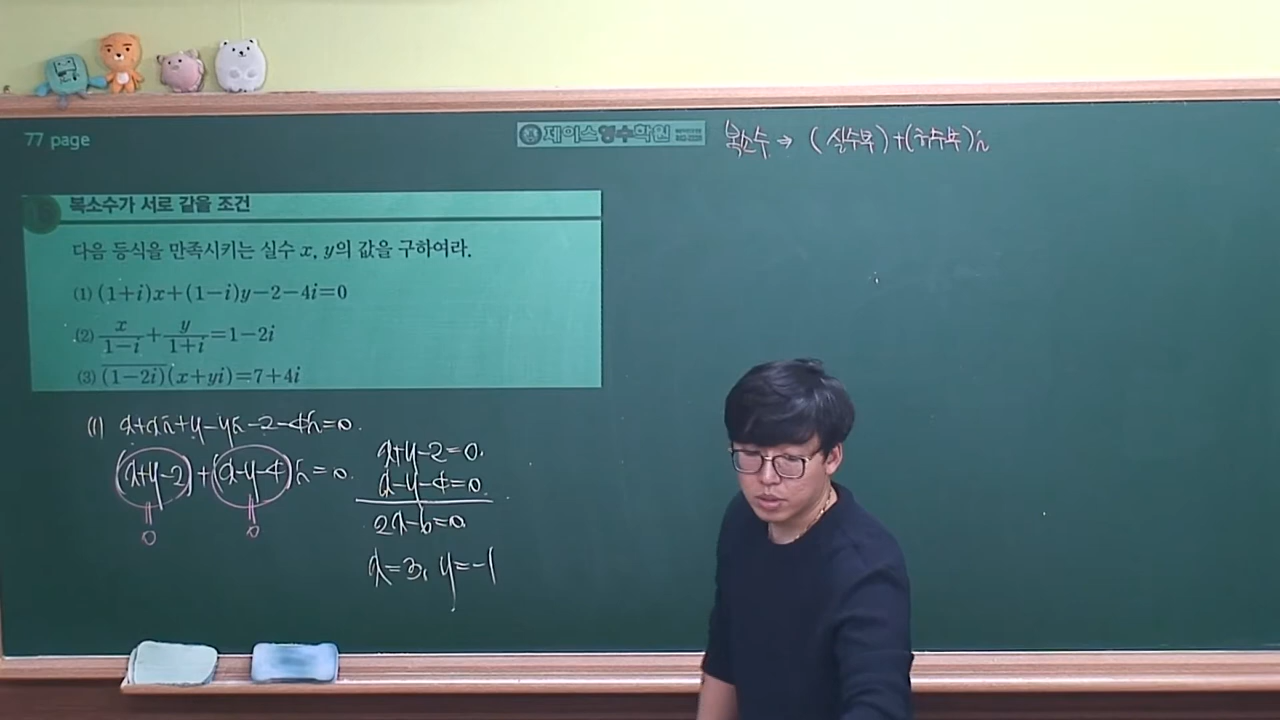 77 page
제이스영수학원
복소수 ⇒ (실수부)+(허수부)i
복소수가 서로 같을 조건
다음 등식을 만족시키는 실수 x, y의 값을 구하여라.
(1) (1+i)x+(1−i)y−2−4i=0
(2) x/(1−i)+y/(1+i)=1−2i
(3) \overline{(1−2i)}(x+yi)=7+4i
(1) x+xi+y−yi−2−4i=0.
(x+y−2)+(x−y−4)i=0.
0 0
x+y−2=0.
x−y−4=0.
2x−6=0.
x=3, y=−1